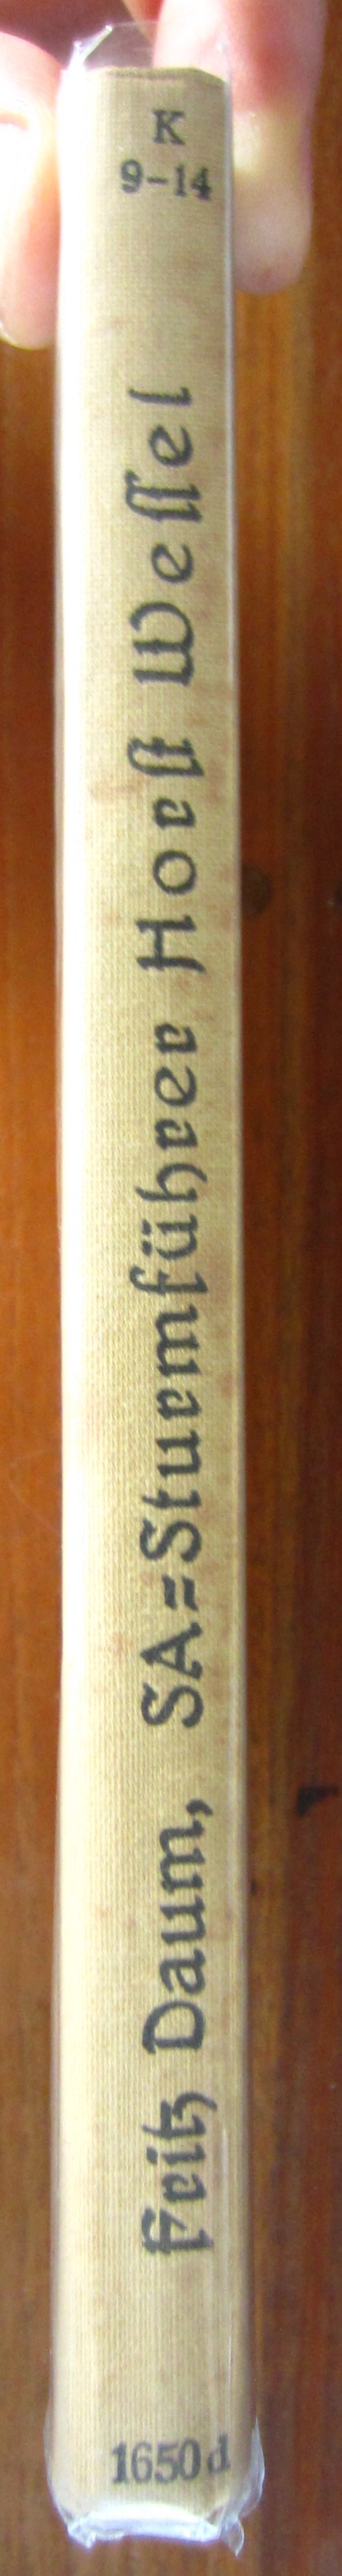 K
9-14
Fritz Daum, SA=Sturmführer Horst Wessel
1650d